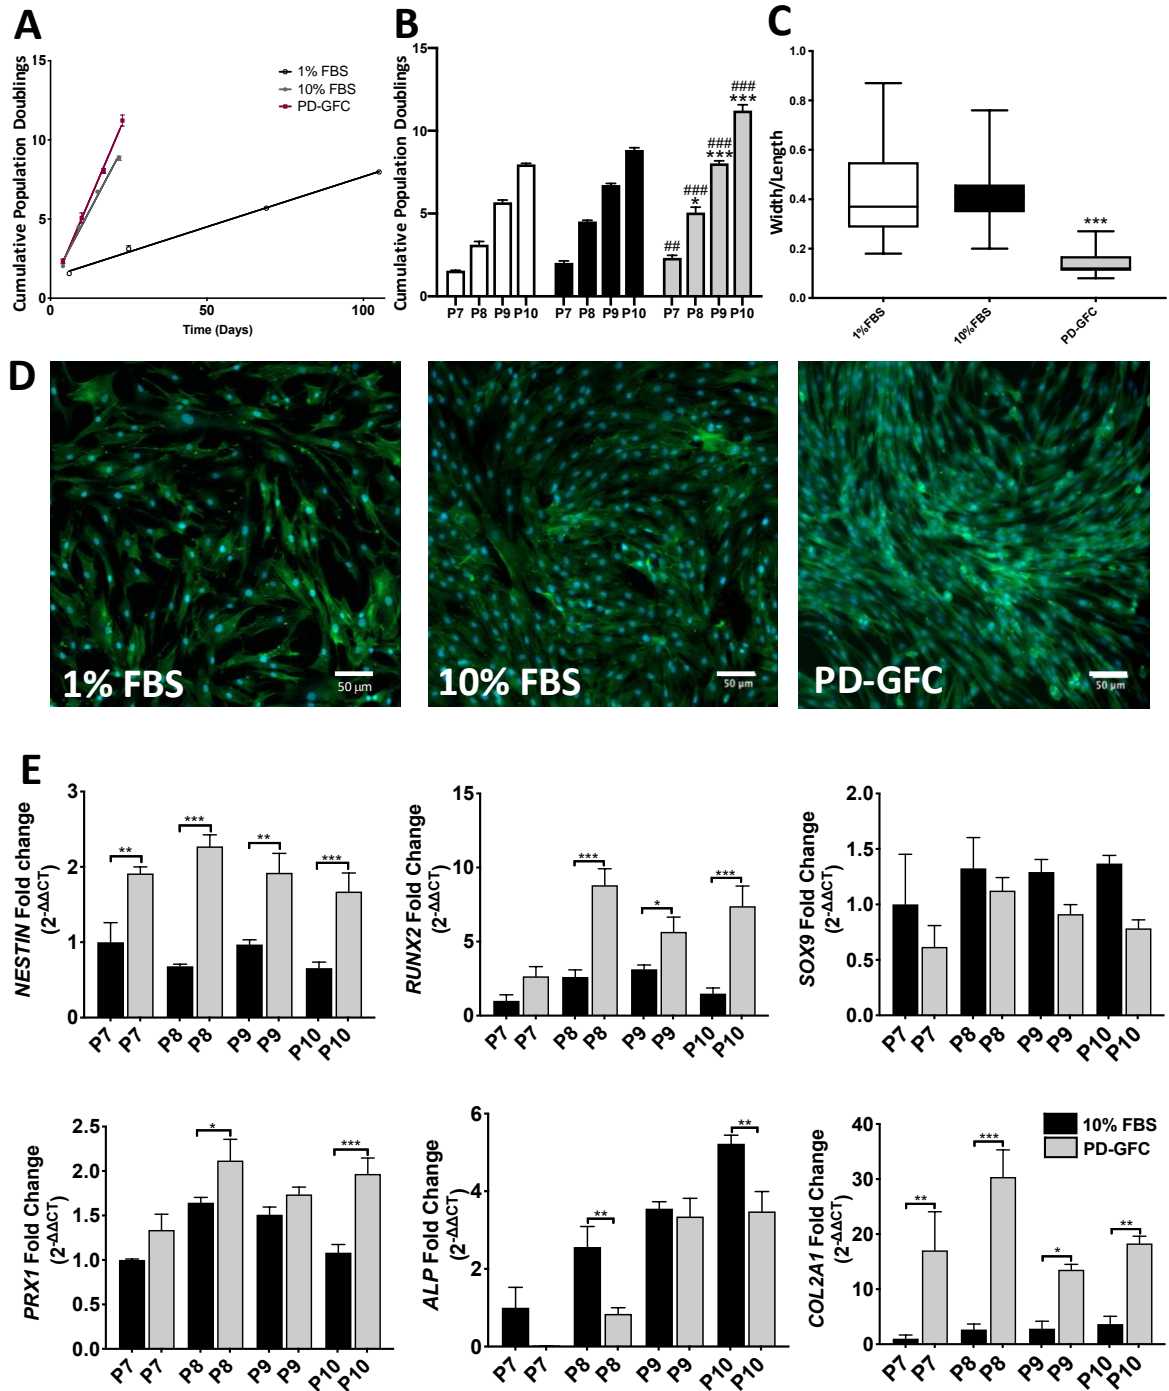 A
Cumulative Population Doublings
15
10
5
0
0
50
100
Time (Days)
1% FBS
10% FBS
PD-GFC
B
Cumulative Population Doublings
15
10
5
0
##
###
*
###
***
###
***
P7 P8 P9 P10 P7 P8 P9 P10 P7 P8 P9 P10
C
Width/Length
1.0
0.8
0.6
0.4
0.2
0.0
***
1%FBS
10%FBS
PD-GFC
D
1% FBS
50 μm
10% FBS
50 μm
PD-GFC
50 μm
E
NESTIN Fold change
(2-ΔΔCT)
3
2
1
0
** *** ** ***
P7 P7 P8 P8 P9 P9 P10 P10
RUNX2 Fold Change
(2-ΔΔCT)
15
10
5
0
*** * ***
P7 P7 P8 P8 P9 P9 P10 P10
SOX9 Fold Change
(2-ΔΔCT)
2.0
1.5
1.0
0.5
0.0
P7 P7 P8 P8 P9 P9 P10 P10
PRX1 Fold Change
(2-ΔΔCT)
2.5
2.0
1.5
1.0
0.5
0.0
* ***
P7 P7 P8 P8 P9 P9 P10 P10
ALP Fold Change
(2-ΔΔCT)
6
4
2
0
** **
P7 P7 P8 P8 P9 P9 P10 P10
COL2A1 Fold Change
(2-ΔΔCT)
40
30
20
10
0
** *** * **
P7 P7 P8 P8 P9 P9 P10 P10
10% FBS
PD-GFC